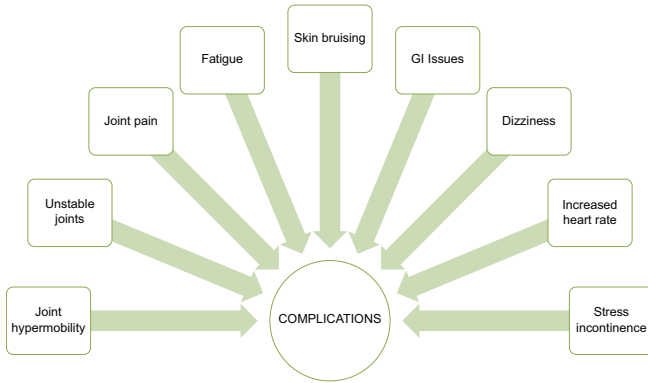 Skin bruising
Fatigue
GI Issues
Joint pain
Dizziness
Unstable
joints
Increased
heart rate
Joint
hypermobility
COMPLICATIONS
Stress
incontinence